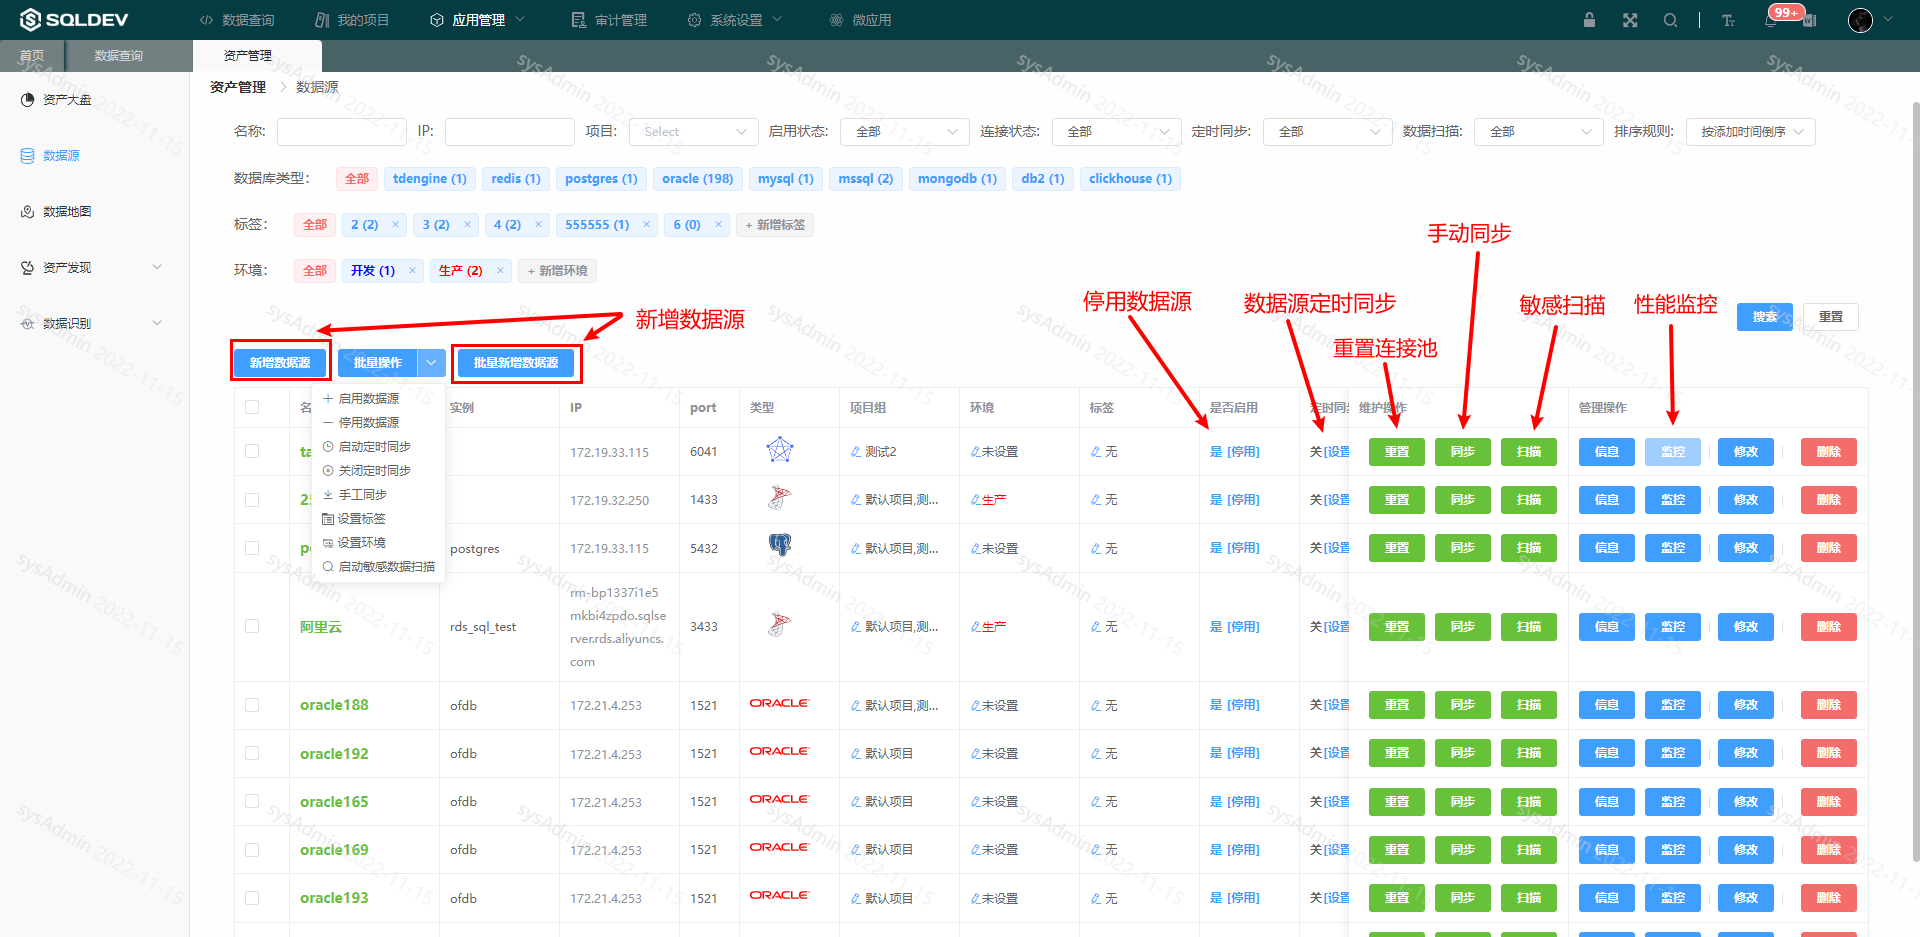 SQLDEV 数据查询 我的项目 应用管理 审计管理 系统设置 微应用 99+
首页 数据查询 资产管理
资产管理 > 数据源
资产大盘
数据源
数据地图
资产发现
数据识别
名称: IP: 项目: Select 启用状态: 全部 连接状态: 全部 定时同步: 全部 数据扫描: 全部 排序规则: 按添加时间倒序
数据库类型: 全部 tdengine (1) redis (1) postgres (1) oracle (198) mysql (1) mssql (2) mongodb (1) db2 (1) clickhouse (1)
标签: 全部 2 (2) × 3 (2) × 4 (2) × 555555 (1) × 6 (0) × + 新增标签
环境: 全部 开发 (1) × 生产 (2) × + 新增环境
手动同步
停用数据源 数据源定时同步 敏感扫描 性能监控
新增数据源
重置连接池
搜索 重置
新增数据源 批量操作 批量新增数据源
启用数据源
停用数据源
启动定时同步
关闭定时同步
手工同步
设置标签
设置环境
启动敏感数据扫描
实例 IP port 类型 项目组 环境 标签 是否启用 定时同步 维护操作 管理操作
172.19.33.115 6041 测试2 未设置 无 是 [停用] 关[设置 重置 同步 扫描 信息 监控 修改 删除
172.19.32.250 1433 默认项目,测... 生产 无 是 [停用] 关[设置 重置 同步 扫描 信息 监控 修改 删除
postgres 172.19.33.115 5432 默认项目,测... 未设置 无 是 [停用] 关[设置 重置 同步 扫描 信息 监控 修改 删除
阿里云 rds_sql_test rm-bp1337i1e5
mkbi4zpdo.sqlse
rver.rds.aliyuncs.
com
3433 默认项目,测... 生产 无 是 [停用] 关[设置 重置 同步 扫描 信息 监控 修改 删除
oracle188 ofdb 172.21.4.253 1521 ORACLE 默认项目,测... 未设置 无 是 [停用] 关[设置 重置 同步 扫描 信息 监控 修改 删除
oracle192 ofdb 172.21.4.253 1521 ORACLE 默认项目 未设置 无 是 [停用] 关[设置 重置 同步 扫描 信息 监控 修改 删除
oracle165 ofdb 172.21.4.253 1521 ORACLE 默认项目 未设置 无 是 [停用] 关[设置 重置 同步 扫描 信息 监控 修改 删除
oracle169 ofdb 172.21.4.253 1521 ORACLE 默认项目 未设置 无 是 [停用] 关[设置 重置 同步 扫描 信息 监控 修改 删除
oracle193 ofdb 172.21.4.253 1521 ORACLE 默认项目 未设置 无 是 [停用] 关[设置 重置 同步 扫描 信息 监控 修改 删除
sysAdmin 2022-11-15